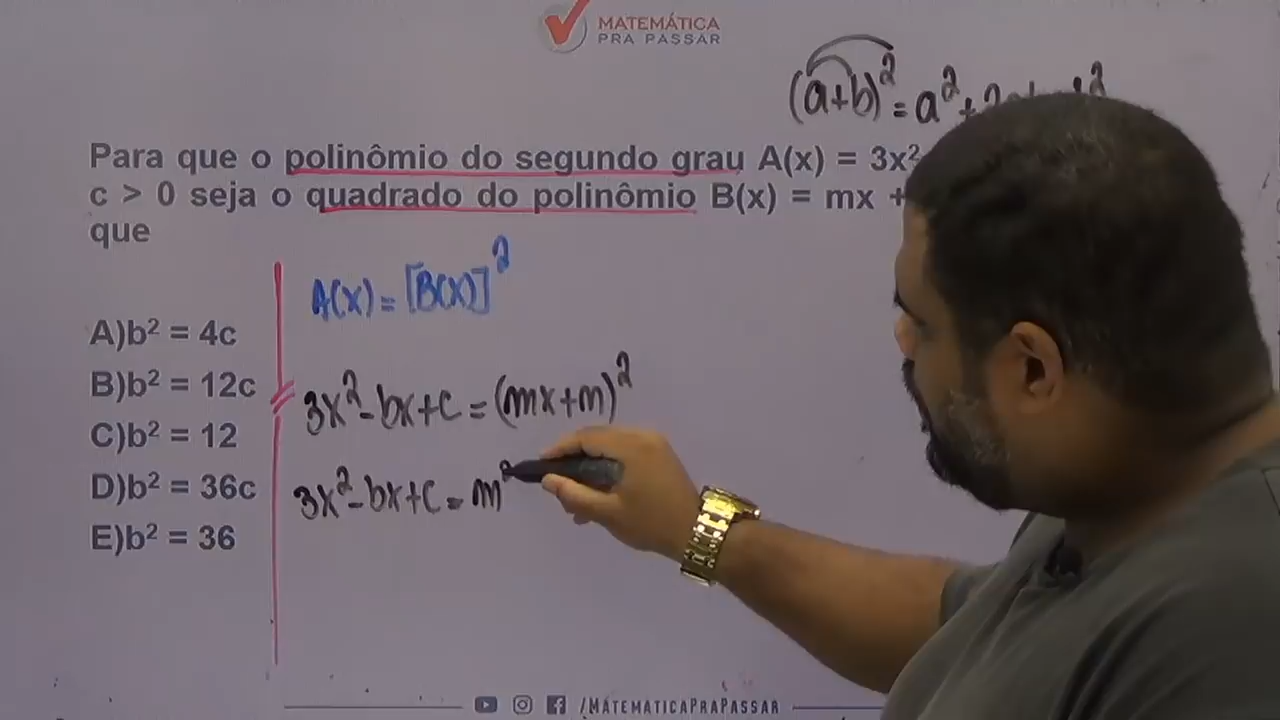 MATEMÁTICA
PRA PASSAR
(a+b)² = a² +
Para que o polinômio do segundo grau A(x) = 3x²
c > 0 seja o quadrado do polinômio B(x) = mx +
que
A(x) = [B(x)]²
A)b² = 4c
B)b² = 12c
C)b² = 12
D)b² = 36c
E)b² = 36
3x² - bx + c = (mx + m)²
3x² - bx + c = m²
/MATEMATICAPRAPASSAR